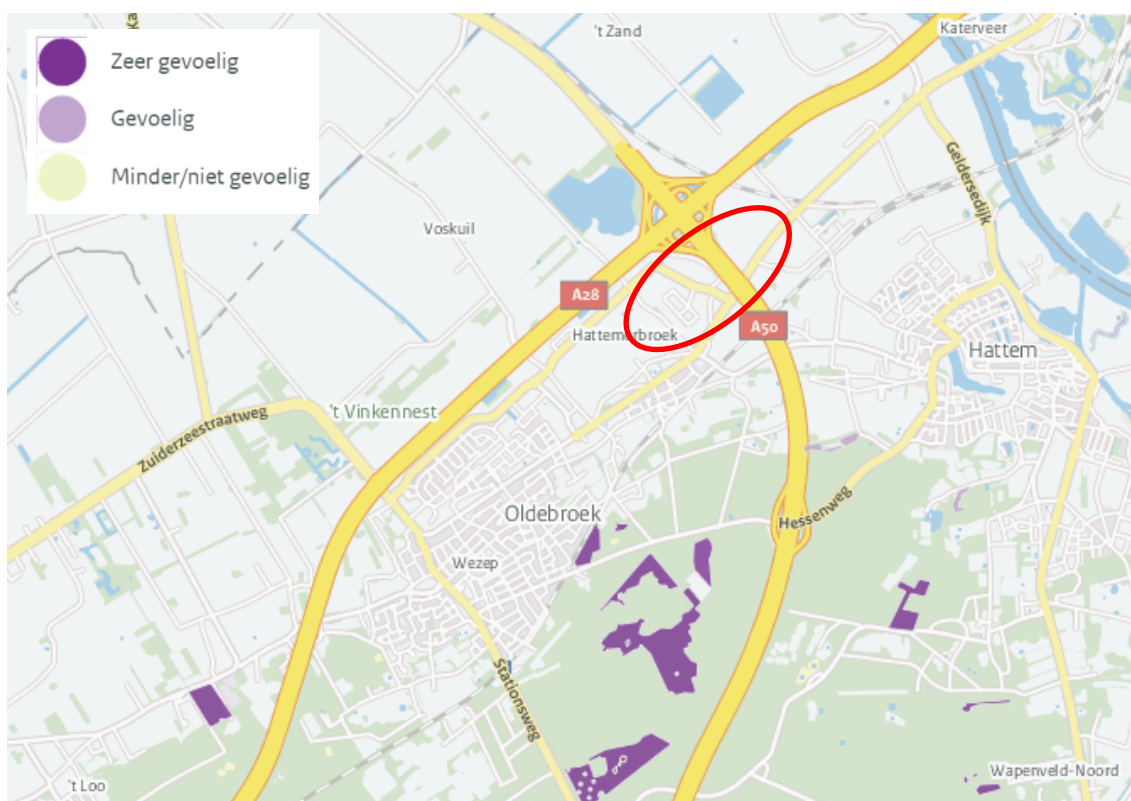 Zeer gevoelig
Gevoelig
Minder/niet gevoelig
't Zand
Katerveer
Ka
Geldersedijk
Voskuil
A28
Hattemerbroek
A50
Hattem
't Vinkennest
Zuiderzeestraatweg
Hessenweg
Oldebroek
Wezep
Stationsweg
't Loo
Wapenveld-Noord